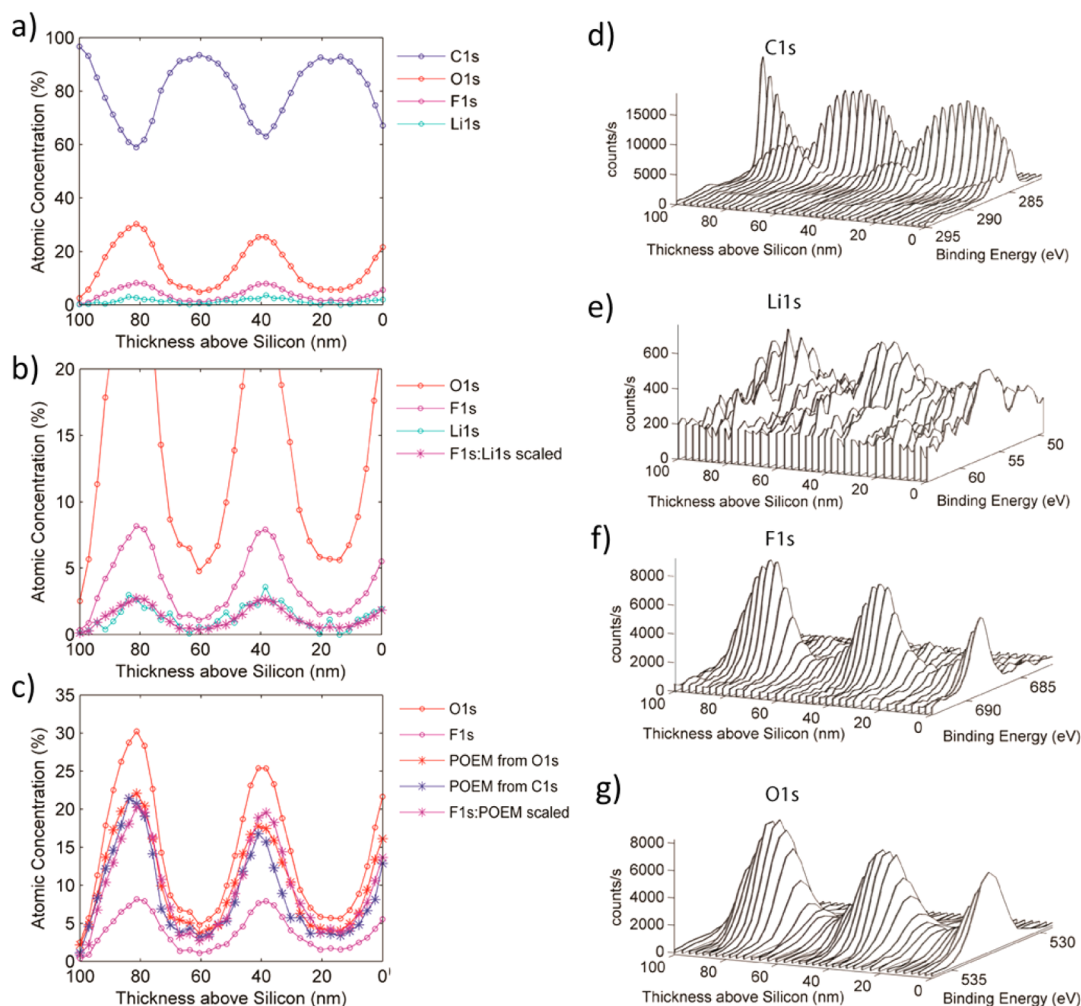 a)
100
80
60
40
20
0
Atomic Concentration (%)
100 80 60 40 20 0
Thickness above Silicon (nm)
C1s
O1s
F1s
Li1s
b)
20
15
10
5
0
Atomic Concentration (%)
100 80 60 40 20 0
Thickness above Silicon (nm)
O1s
F1s
Li1s
F1s:Li1s scaled
c)
35
30
25
20
15
10
5
0
Atomic Concentration (%)
100 80 60 40 20 0
Thickness above Silicon (nm)
O1s
F1s
POEM from O1s
POEM from C1s
F1s:POEM scaled
d)
C1s
15000
10000
5000
0
counts/s
100 80 60 40 20 0
Thickness above Silicon (nm)
295 290 285
Binding Energy (eV)
e)
Li1s
600
400
200
0
counts/s
100 80 60 40 20 0
Thickness above Silicon (nm)
60 55 50
Binding Energy (eV)
f)
F1s
8000
6000
4000
2000
0
counts/s
100 80 60 40 20 0
Thickness above Silicon (nm)
690 685
Binding Energy (eV)
g)
O1s
8000
6000
4000
2000
0
counts/s
100 80 60 40 20 0
Thickness above Silicon (nm)
535 530
Binding Energy (eV)